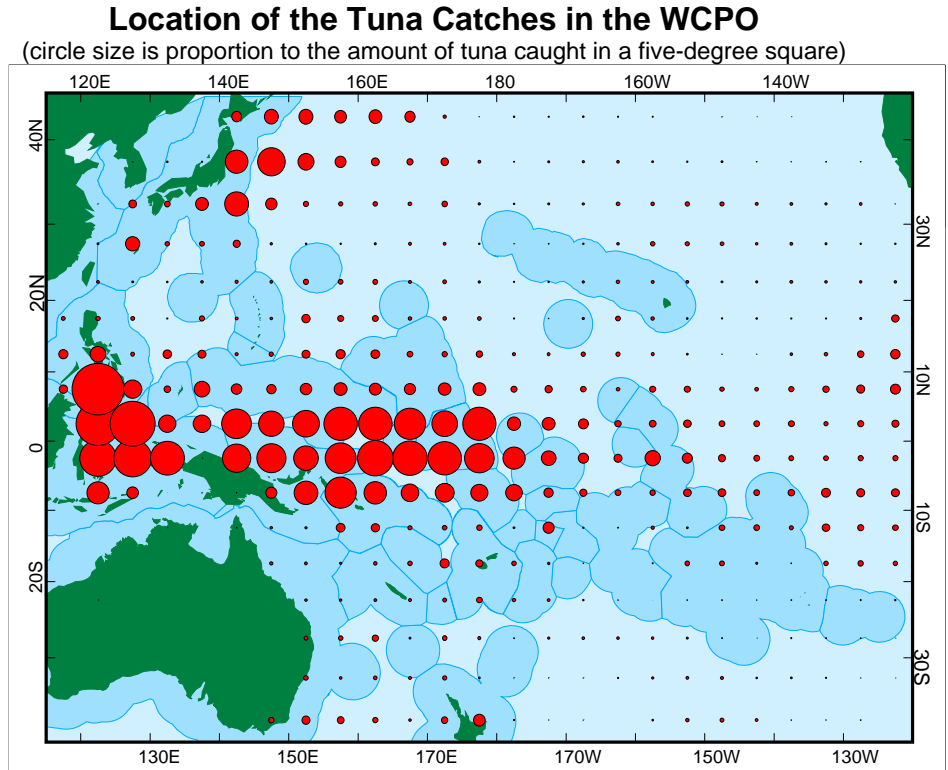 Location of the Tuna Catches in the WCPO
(circle size is proportion to the amount of tuna caught in a five-degree square)
120E 140E 160E 180 160W 140W
40N
30N
20N
10N
0
10S
20S
30S
130E 150E 170E 170W 150W 130W